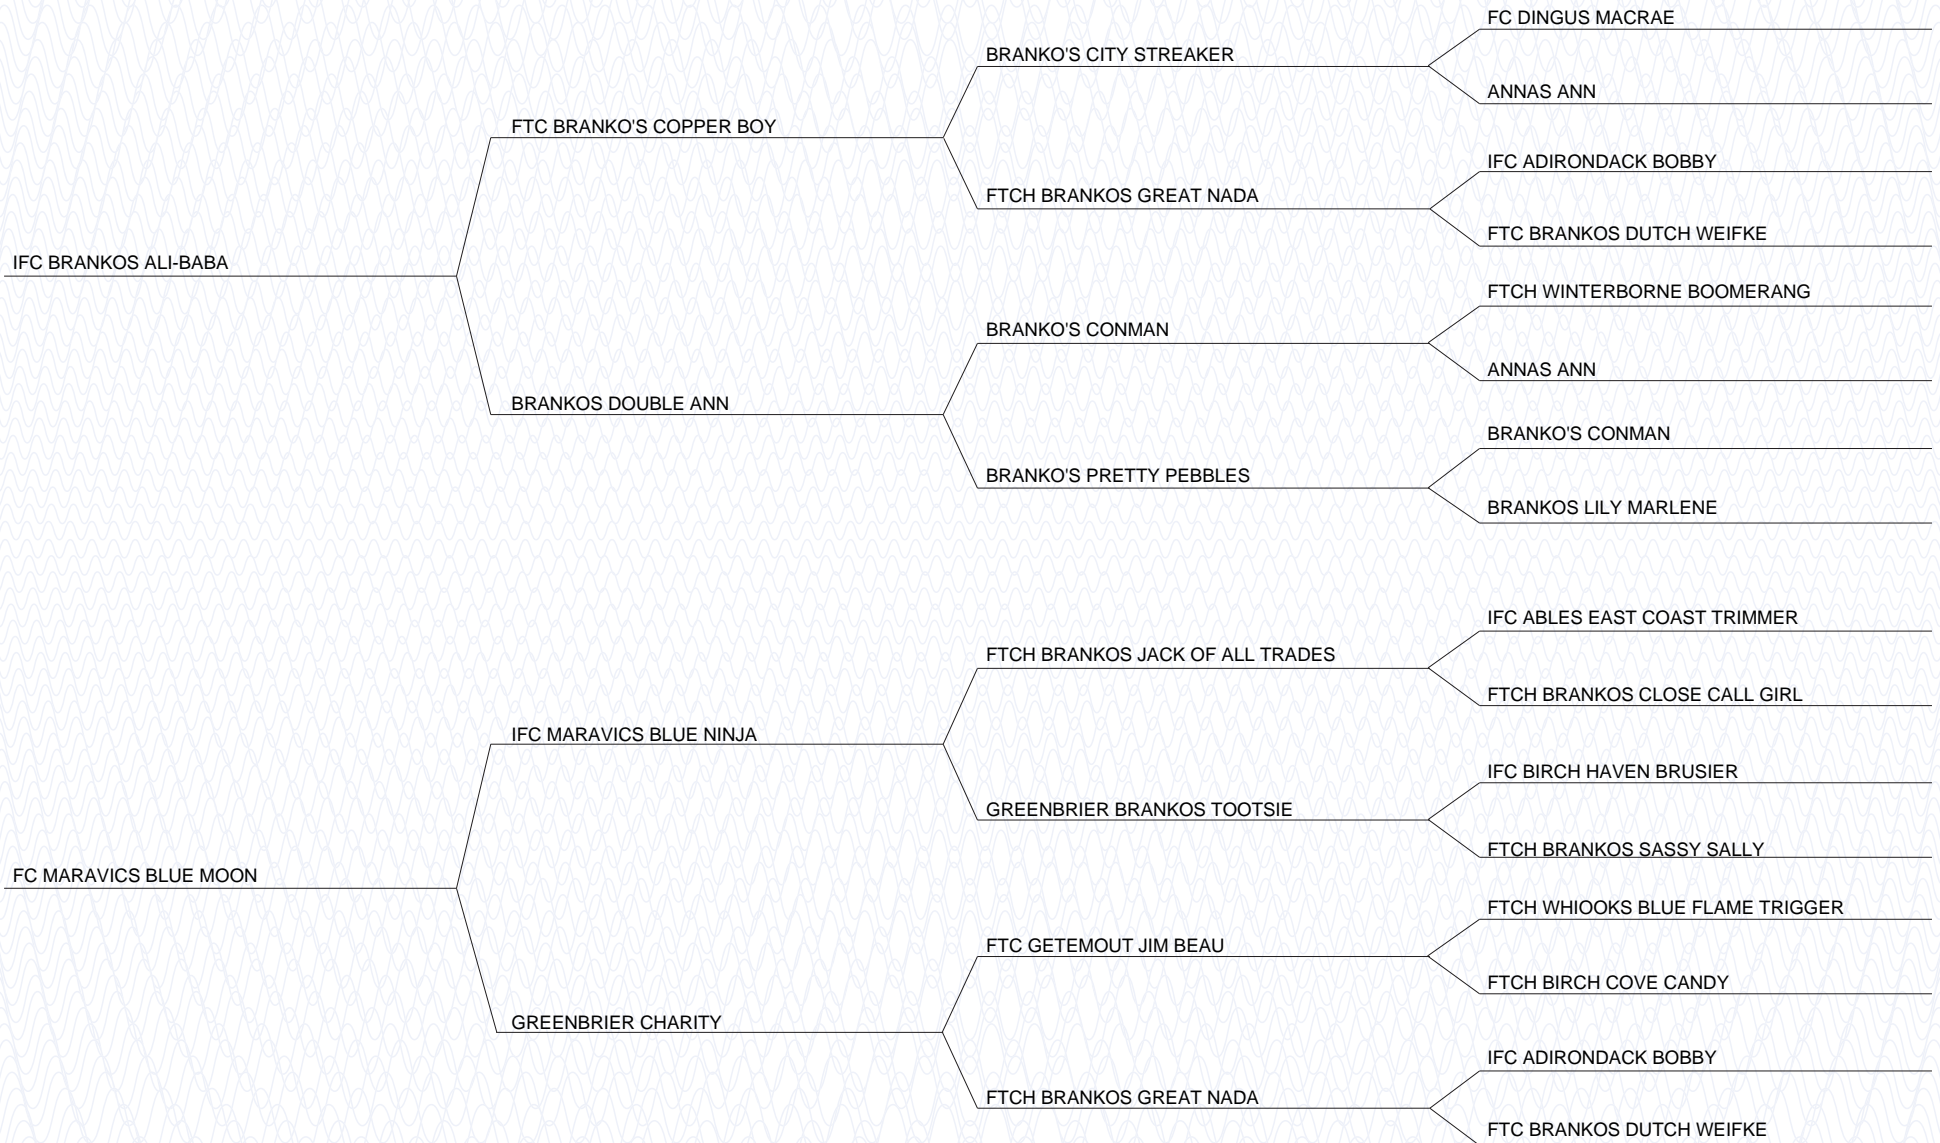 FC DINGUS MACRAE
BRANKO'S CITY STREAKER
ANNAS ANN
FTC BRANKO'S COPPER BOY
IFC ADIRONDACK BOBBY
FTCH BRANKOS GREAT NADA
FTC BRANKOS DUTCH WEIFKE
IFC BRANKOS ALI-BABA
FTCH WINTERBORNE BOOMERANG
BRANKO'S CONMAN
ANNAS ANN
BRANKOS DOUBLE ANN
BRANKO'S CONMAN
BRANKO'S PRETTY PEBBLES
BRANKOS LILY MARLENE
IFC ABLES EAST COAST TRIMMER
FTCH BRANKOS JACK OF ALL TRADES
FTCH BRANKOS CLOSE CALL GIRL
IFC MARAVICS BLUE NINJA
IFC BIRCH HAVEN BRUSIER
GREENBRIER BRANKOS TOOTSIE
FTCH BRANKOS SASSY SALLY
FC MARAVICS BLUE MOON
FTCH WHIOOKS BLUE FLAME TRIGGER
FTC GETEMOUT JIM BEAU
FTCH BIRCH COVE CANDY
GREENBRIER CHARITY
IFC ADIRONDACK BOBBY
FTCH BRANKOS GREAT NADA
FTC BRANKOS DUTCH WEIFKE